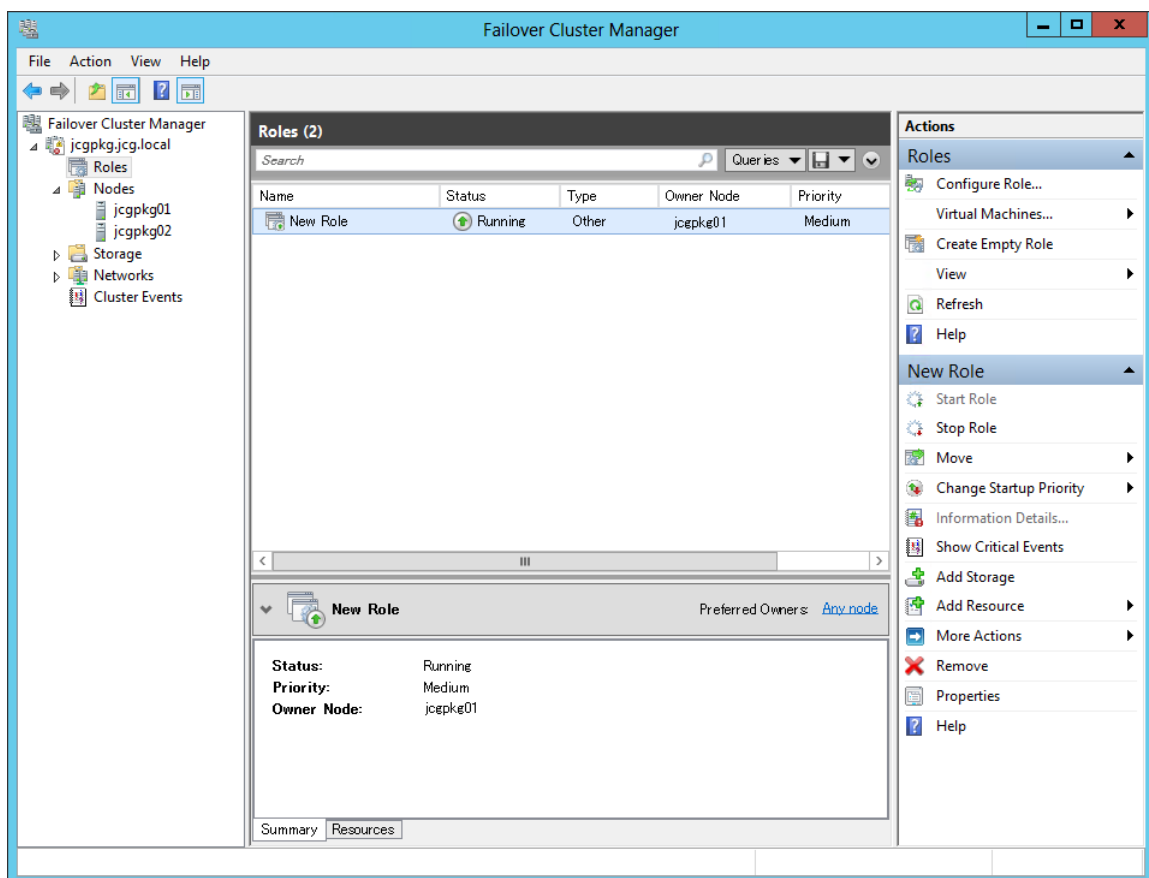 Failover Cluster Manager
File Action View Help
Failover Cluster Manager
jcgpkg.jcg.local
Roles
Nodes
jcgpkg01
jcgpkg02
Storage
Networks
Cluster Events
Roles (2)
Search
Queries
Name Status Type Owner Node Priority
New Role Running Other jcgpkg01 Medium
New Role Preferred Owners: Any node
Status: Running
Priority: Medium
Owner Node: jcgpkg01
Summary Resources
Actions
Roles
Configure Role...
Virtual Machines...
Create Empty Role
View
Refresh
Help
New Role
Start Role
Stop Role
Move
Change Startup Priority
Information Details...
Show Critical Events
Add Storage
Add Resource
More Actions
Remove
Properties
Help